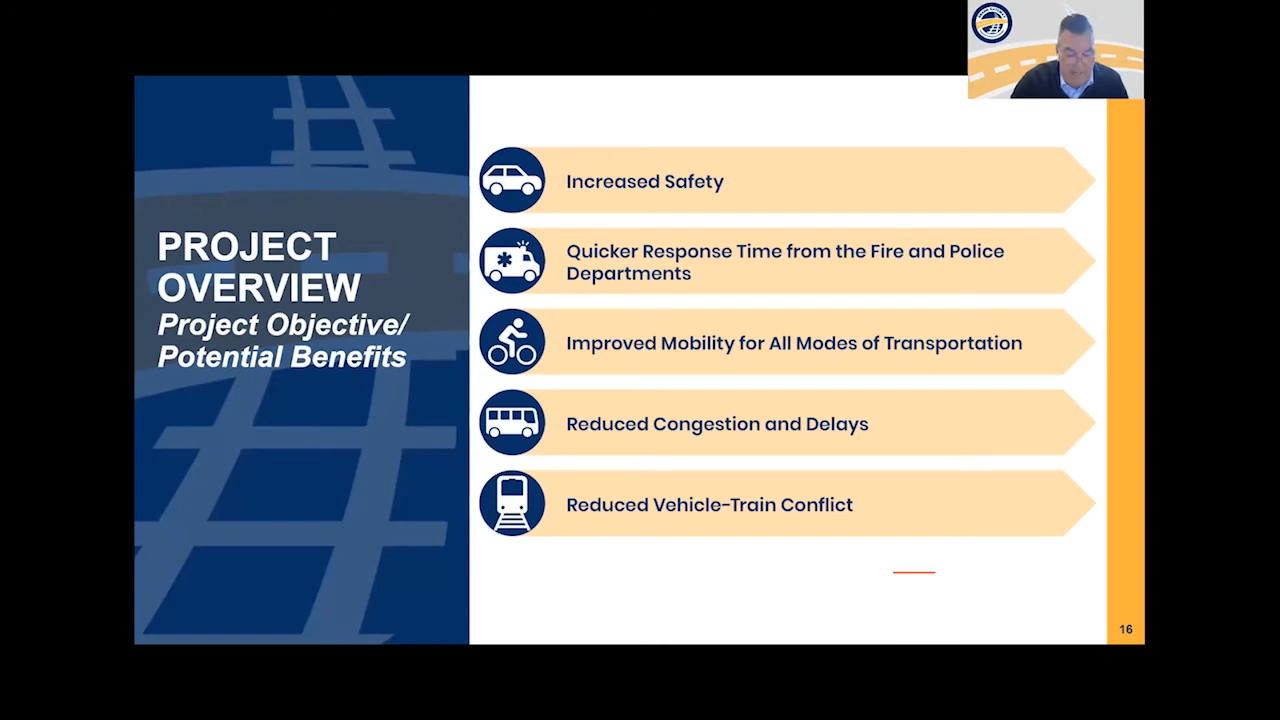 PROJECT
OVERVIEW
Project Objective/
Potential Benefits
Increased Safety
Quicker Response Time from the Fire and Police
Departments
Improved Mobility for All Modes of Transportation
Reduced Congestion and Delays
Reduced Vehicle-Train Conflict
16